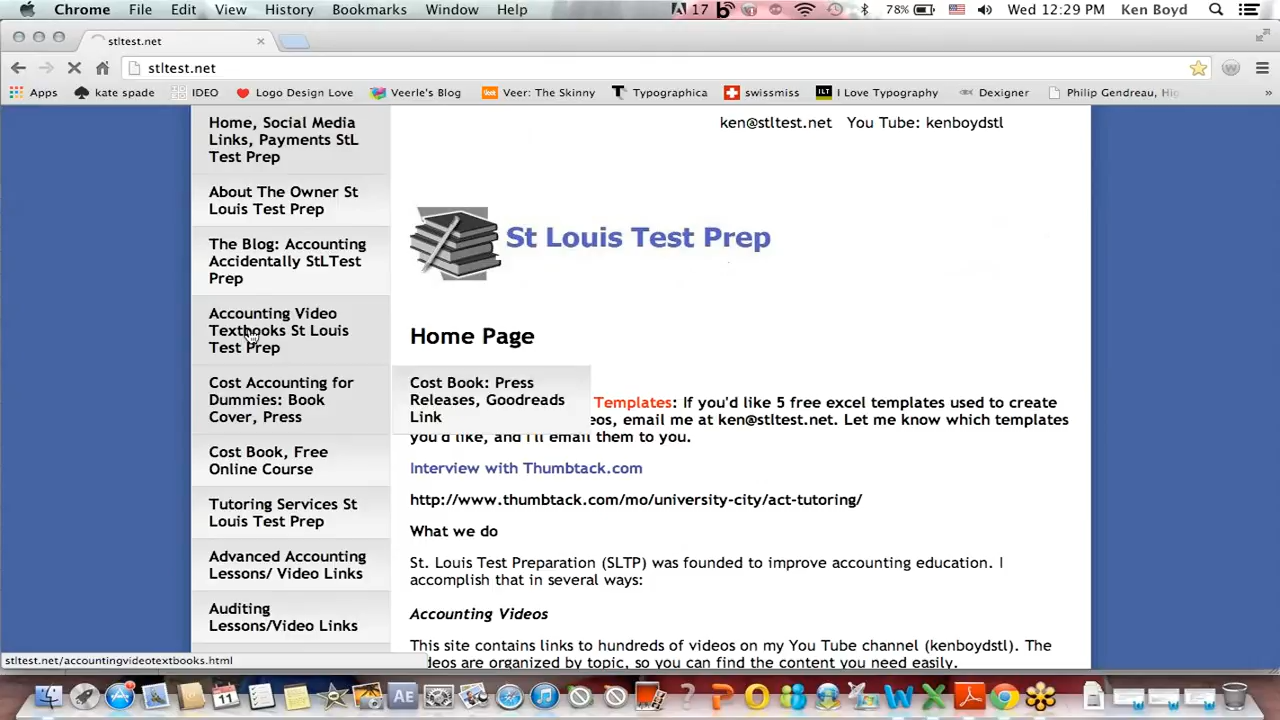 Chrome File Edit View History Bookmarks Window Help 17 78% Wed 12:29 PM Ken Boyd
stltest.net
stltest.net
Apps kate spade IDEO Logo Design Love Veerle's Blog Veer: The Skinny Typographica swissmiss I Love Typography Dexigner Philip Gendreau, Hig
Home, Social Media
Links, Payments StL
Test Prep
ken@stltest.net You Tube: kenboydstl
About The Owner St
Louis Test Prep
The Blog: Accounting
Accidentally StLTest
Prep
St Louis Test Prep
Accounting Video
Textbooks St Louis
Test Prep
Home Page
Cost Accounting for
Dummies: Book
Cover, Press
Cost Book: Press
Releases, Goodreads
Link
Templates: If you'd like 5 free excel templates used to create
eos, email me at ken@stltest.net. Let me know which templates
you'd like, and I'll email them to you.
Cost Book, Free
Online Course
Interview with Thumbtack.com
http://www.thumbtack.com/mo/university-city/act-tutoring/
Tutoring Services St
Louis Test Prep
What we do
Advanced Accounting
Lessons/ Video Links
St. Louis Test Preparation (SLTP) was founded to improve accounting education. I
accomplish that in several ways:
Auditing
Lessons/Video Links
Accounting Videos
This site contains links to hundreds of videos on my You Tube channel (kenboydstl). The
videos are organized by topic, so you can find the content you need easily.
stltest.net/accountingvideotextbooks.html